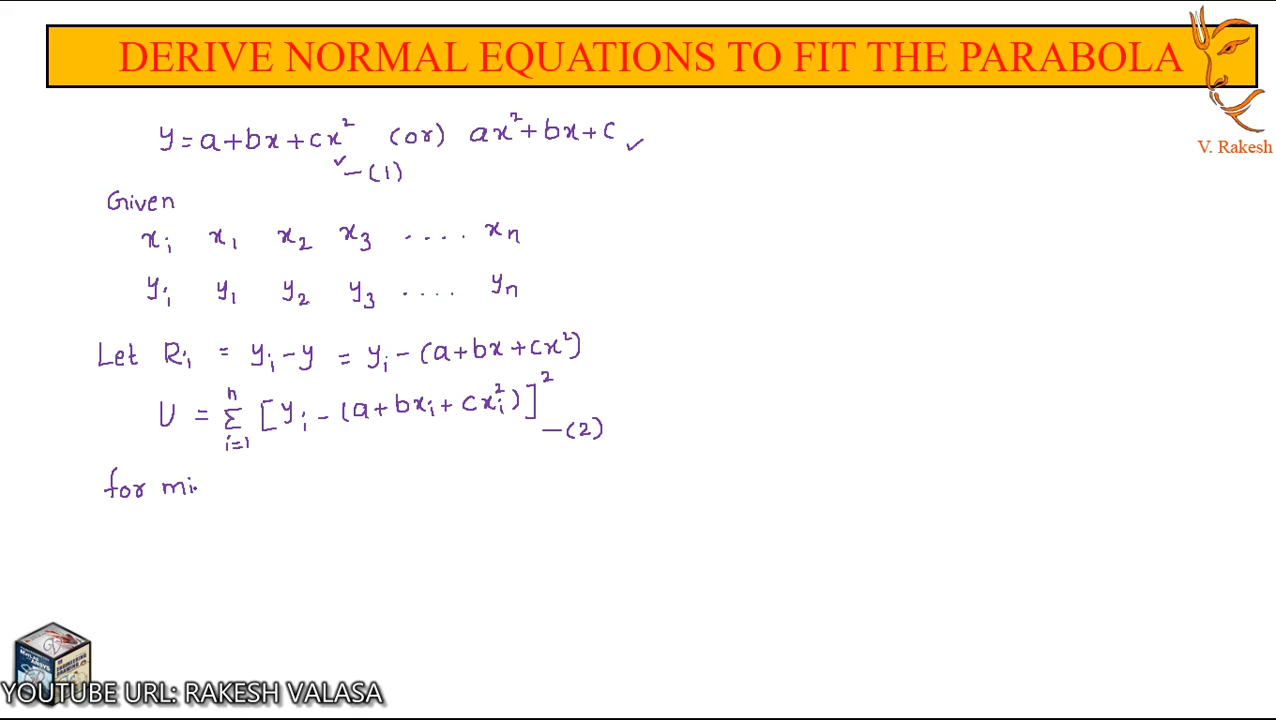 DERIVE NORMAL EQUATIONS TO FIT THE PARABOLA
V. Rakesh
y = a+bx+cx² (or) ax²+bx+c ✓
✓ —(1)
Given
xᵢ x₁ x₂ x₃ .... xₙ
yᵢ y₁ y₂ y₃ .... yₙ
Let Rᵢ = yᵢ - y = yᵢ - (a+bx+cx²)
U = Σᵢ₌₁ⁿ [yᵢ - (a+bxᵢ+cxᵢ²)]² —(2)
for mi
YOUTUBE URL: RAKESH VALASA